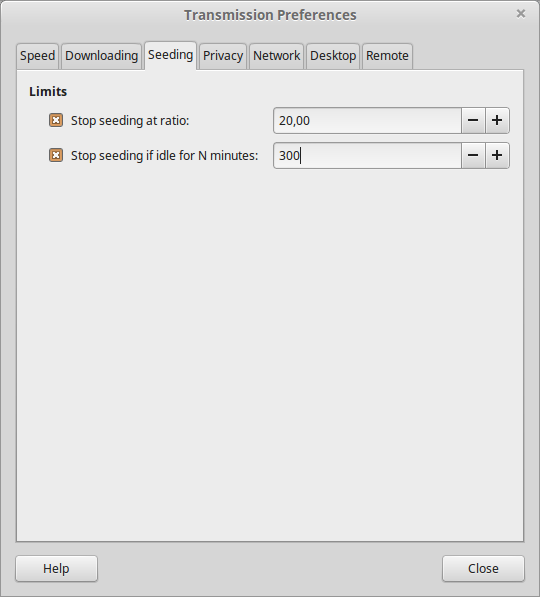 Transmission Preferences
Speed Downloading Seeding Privacy Network Desktop Remote
Limits
Stop seeding at ratio: 20,00
Stop seeding if idle for N minutes: 300
Help Close